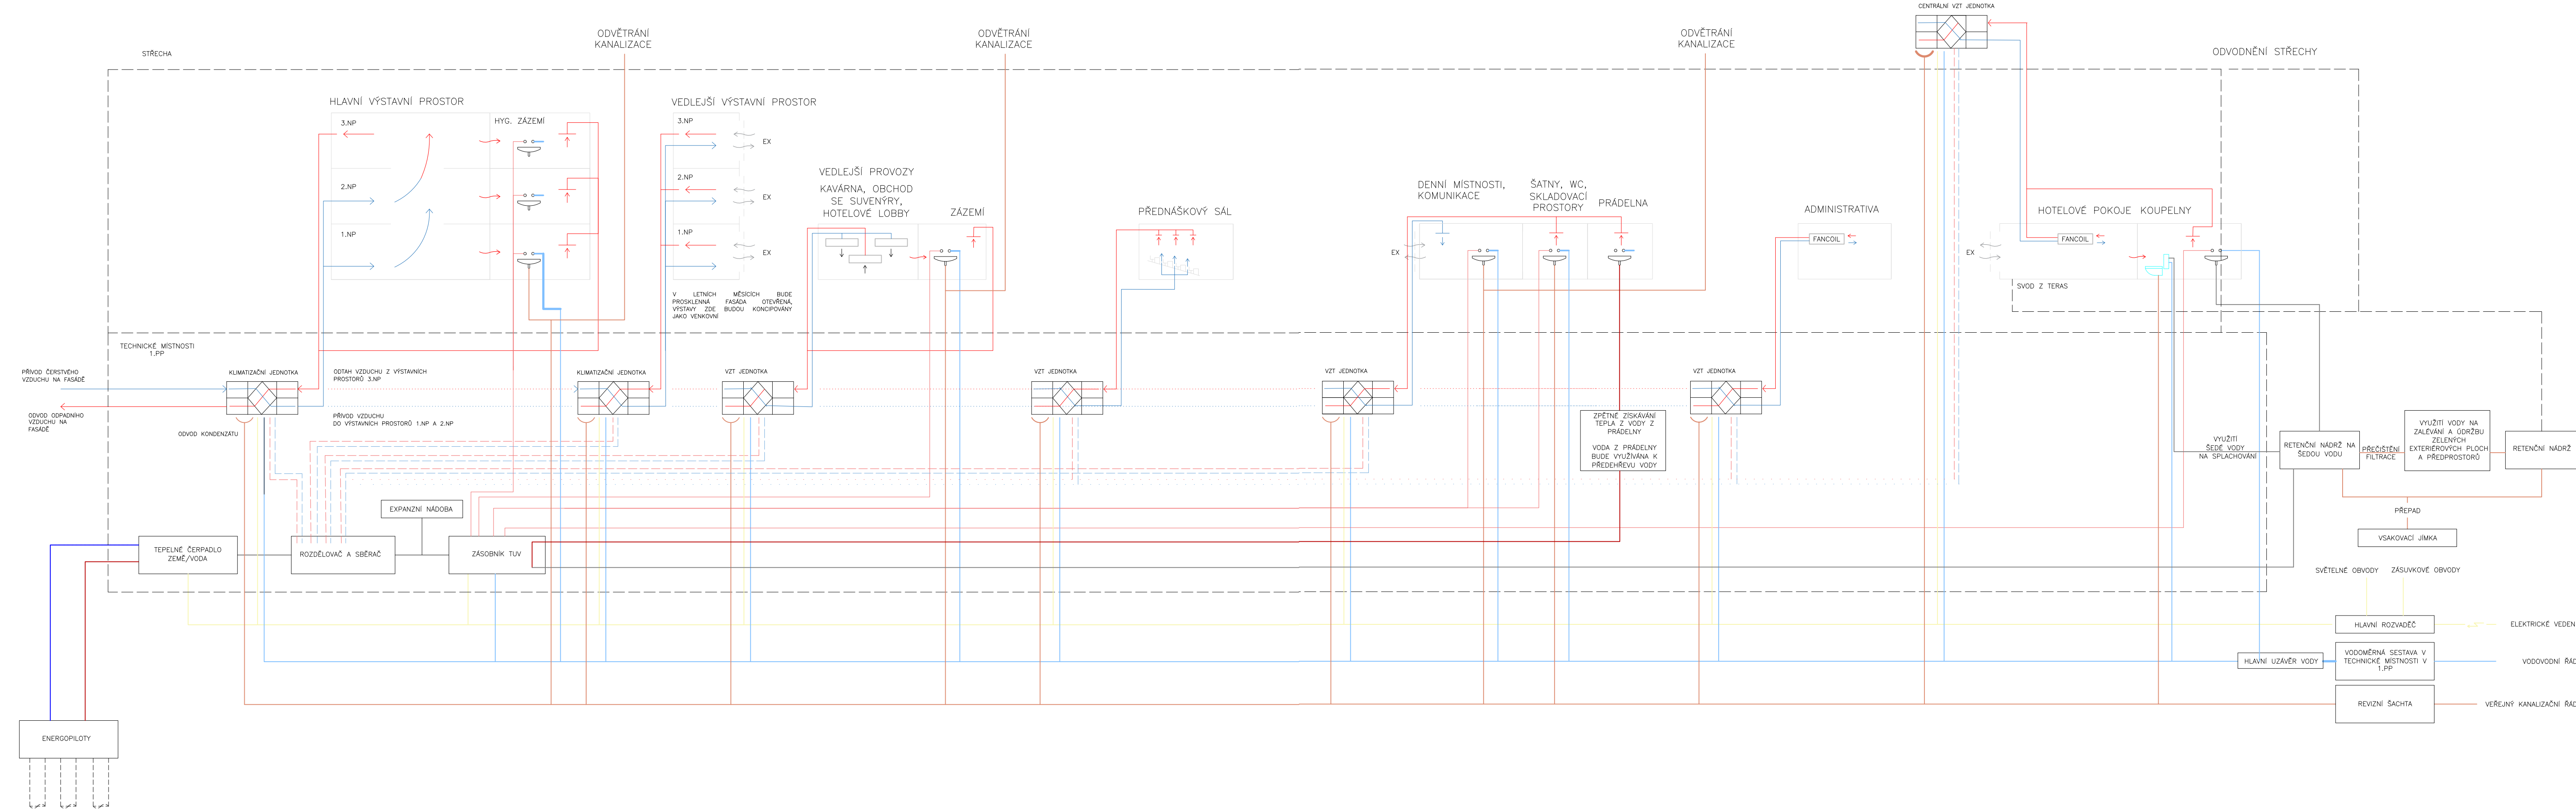 CENTRÁLNÍ VZT JEDNOTKA
ODVĚTRÁNÍ
KANALIZACE
ODVĚTRÁNÍ
KANALIZACE
ODVĚTRÁNÍ
KANALIZACE
STŘECHA
ODVODNĚNÍ STŘECHY
HLAVNÍ VÝSTAVNÍ PROSTOR
3.NP
HYG. ZÁZEMÍ
2.NP
1.NP
VEDLEJŠÍ VÝSTAVNÍ PROSTOR
3.NP
EX
2.NP
EX
1.NP
EX
V LETNÍCH MĚSÍCÍCH BUDE
PROSKLENNÁ FASÁDA OTEVŘENÁ,
VÝSTAVY ZDE BUDOU KONCIPOVÁNY
JAKO VENKOVNÍ
VEDLEJŠÍ PROVOZY
KAVÁRNA, OBCHOD
SE SUVENÝRY,
HOTELOVÉ LOBBY
ZÁZEMÍ
PŘEDNÁŠKOVÝ SÁL
DENNÍ MÍSTNOSTI,
KOMUNIKACE
EX
ŠATNY, WC,
SKLADOVACÍ
PROSTORY
PRÁDELNA
ADMINISTRATIVA
FANCOIL
HOTELOVÉ POKOJE
KOUPELNY
FANCOIL
EX
SVOD Z TERAS
TECHNICKÉ MÍSTNOSTI
1.PP
PŘÍVOD ČERSTVÉHO
VZDUCHU NA FASÁDĚ
ODVOD ODPADNÍHO
VZDUCHU NA
FASÁDĚ
KLIMATIZAČNÍ JEDNOTKA
ODTAH VZDUCHU Z VÝSTAVNÍCH
PROSTORŮ 3.NP
PŘÍVOD VZDUCHU
DO VÝSTAVNÍCH PROSTORŮ 1.NP A 2.NP
ODVOD KONDENZÁTU
KLIMATIZAČNÍ JEDNOTKA
VZT JEDNOTKA
VZT JEDNOTKA
VZT JEDNOTKA
VZT JEDNOTKA
ZPĚTNÉ ZÍSKÁVÁNÍ
TEPLA Z VODY Z
PRÁDELNY
VODA Z PRÁDELNY
BUDE VYUŽÍVÁNA K
PŘEDEHŘEVU VODY
VYUŽITÍ
ŠEDÉ VODY
NA SPLACHOVÁNÍ
RETENČNÍ NÁDRŽ NA
ŠEDOU VODU
PŘEČIŠTĚNÍ
FILTRACE
VYUŽITÍ VODY NA
ZALÉVÁNÍ A ÚDRŽBU
ZELENÝCH
EXTERIÉROVÝCH PLOCH
A PŘEDPROSTORŮ
RETENČNÍ NÁDRŽ
PŘEPAD
VSAKOVACÍ JÍMKA
EXPANZNÍ NÁDOBA
TEPELNÉ ČERPADLO
ZEMĚ/VODA
ROZDĚLOVAČ A SBĚRAČ
ZÁSOBNÍK TUV
SVĚTELNÉ OBVODY
ZÁSUVKOVÉ OBVODY
HLAVNÍ ROZVADĚČ
ELEKTRICKÉ VEDEN
HLAVNÍ UZÁVĚR VODY
VODOMĚRNÁ SESTAVA V
TECHNICKÉ MÍSTNOSTI V
1.PP
VODOVODNÍ ŘÁD
REVIZNÍ ŠACHTA
VEŘEJNÝ KANALIZAČNÍ ŘÁD
ENERGOPILOTY